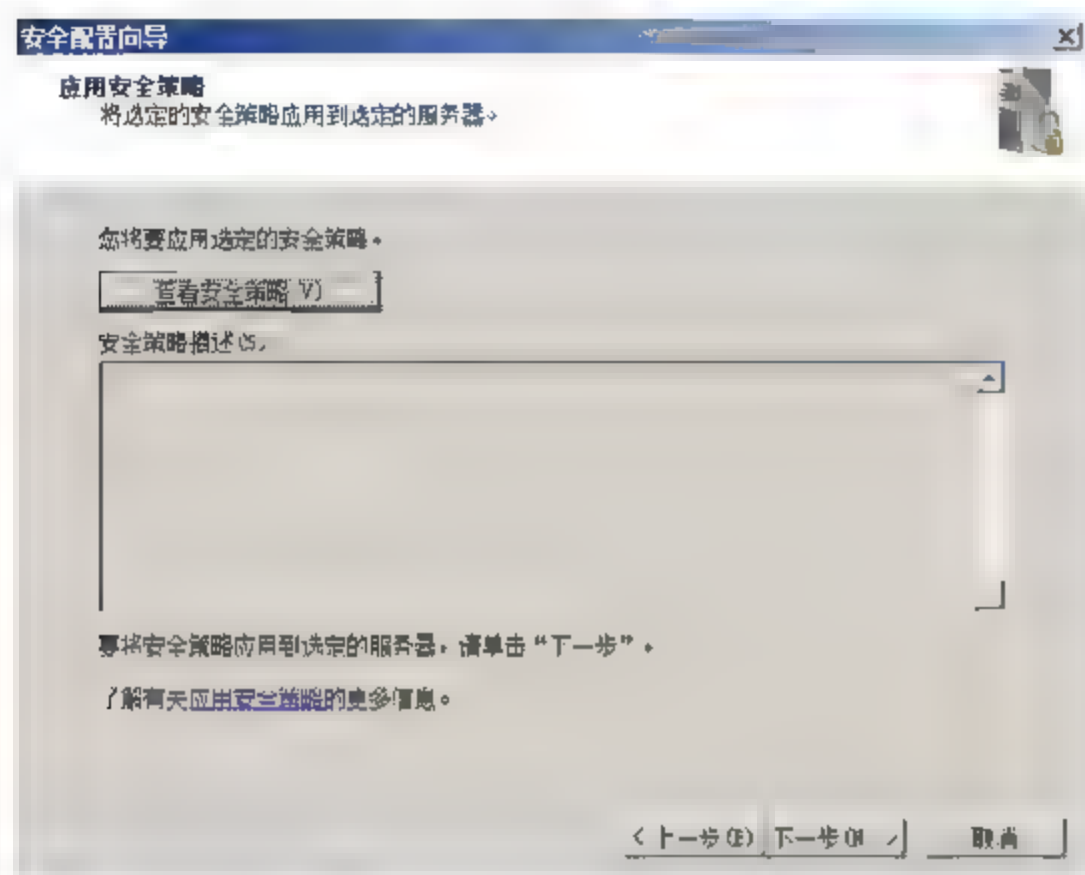 安全配置向导
应用安全策略
将选定的安全策略应用到选定的服务器。
您将要应用选定的安全策略。
查看安全策略(V)
安全策略描述(S):
要将安全策略应用到选定的服务器，请单击“下一步”。
了解有关应用安全策略的更多信息。
< 上一步(B) 下一步(N) > 取消